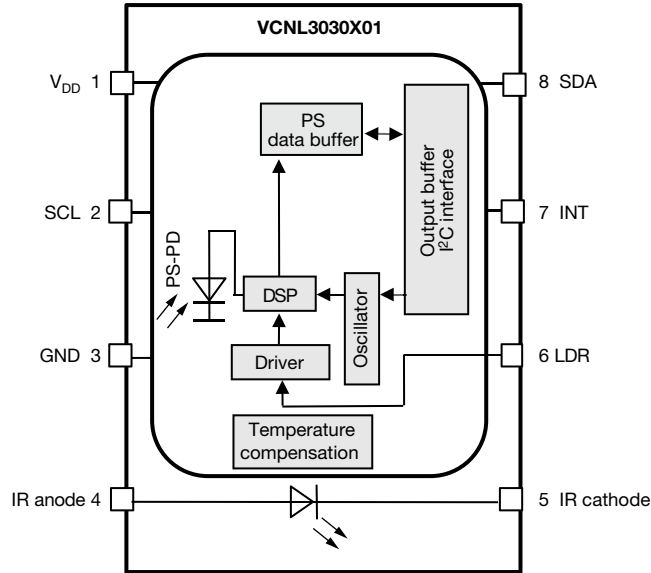 VCNL3030X01
VDD 1
8 SDA
PS
data buffer
Output buffer
I²C interface
SCL 2
7 INT
PS-PD
DSP
Oscillator
GND 3
Driver
6 LDR
Temperature
compensation
IR anode 4
5 IR cathode